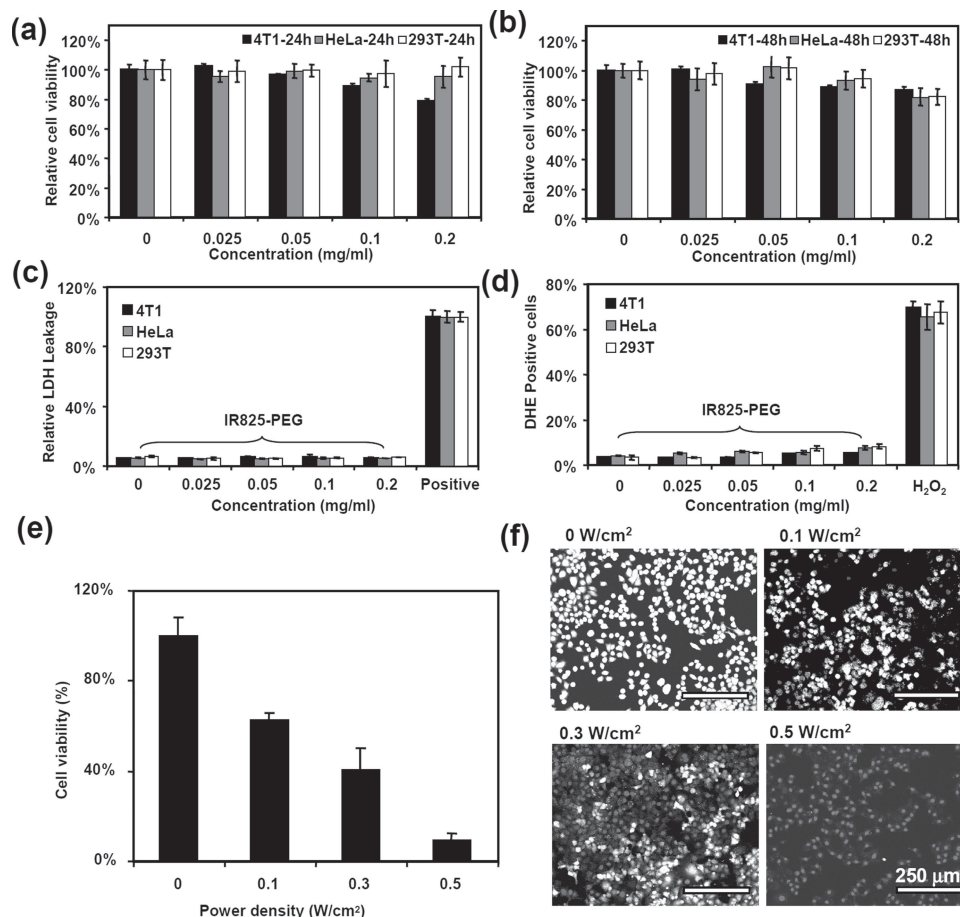 (a)
120%
100%
80%
60%
40%
20%
0%
Relative cell viability
4T1-24h HeLa-24h 293T-24h
0 0.025 0.05 0.1 0.2
Concentration (mg/ml)
(b)
120%
100%
80%
60%
40%
20%
0%
Relative cell viability
4T1-48h HeLa-48h 293T-48h
0 0.025 0.05 0.1 0.2
Concentration (mg/ml)
(c)
120%
80%
40%
0%
Relative LDH Leakage
4T1
HeLa
293T
IR825-PEG
0 0.025 0.05 0.1 0.2 Positive
Concentration (mg/ml)
(d)
80%
60%
40%
20%
0%
DHE Positive cells
4T1
HeLa
293T
IR825-PEG
0 0.025 0.05 0.1 0.2 H₂O₂
Concentration (mg/ml)
(e)
120%
80%
40%
0%
Cell viability (%)
0 0.1 0.3 0.5
Power density (W/cm²)
(f)
0 W/cm²
0.1 W/cm²
0.3 W/cm²
0.5 W/cm²
250 µm